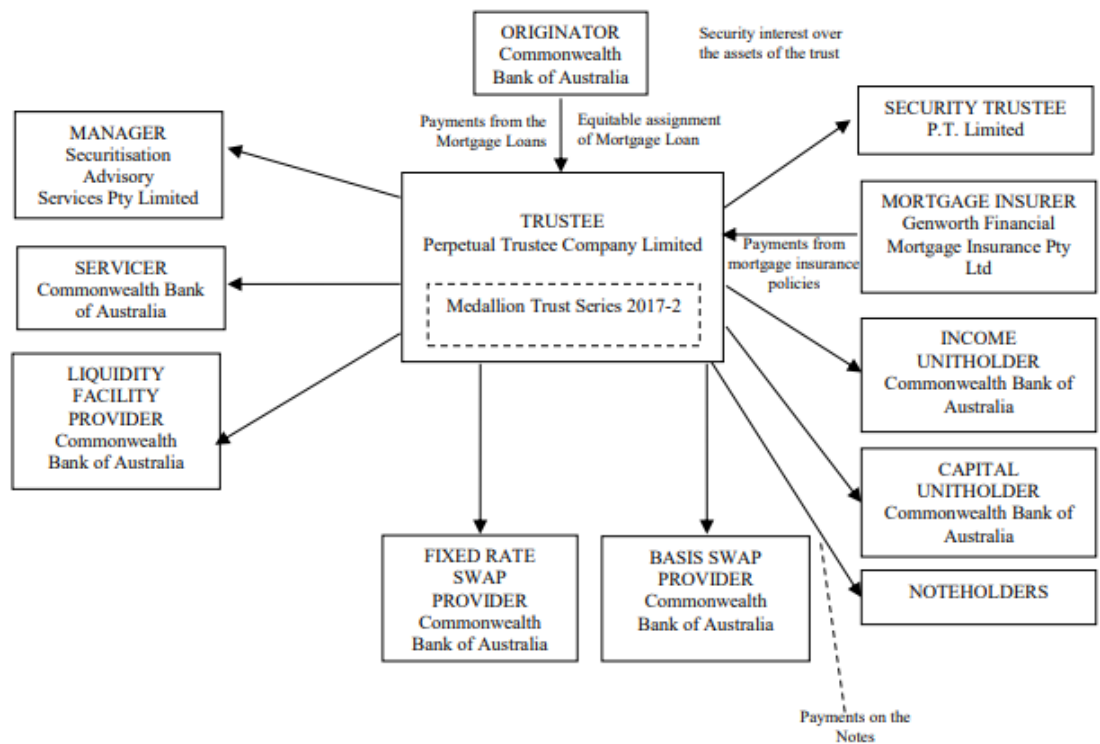 ORIGINATOR
Commonwealth
Bank of Australia
Security interest over
the assets of the trust
Payments from the
Mortgage Loans
Equitable assignment
of Mortgage Loan
MANAGER
Securitisation
Advisory
Services Pty Limited
SECURITY TRUSTEE
P.T. Limited
TRUSTEE
Perpetual Trustee Company Limited
Medallion Trust Series 2017-2
MORTGAGE INSURER
Genworth Financial
Mortgage Insurance Pty
Ltd
Payments from
mortgage insurance
policies
SERVICER
Commonwealth Bank
of Australia
INCOME
UNITHOLDER
Commonwealth Bank of
Australia
LIQUIDITY
FACILITY
PROVIDER
Commonwealth
Bank of Australia
CAPITAL
UNITHOLDER
Commonwealth Bank of
Australia
FIXED RATE
SWAP
PROVIDER
Commonwealth
Bank of Australia
BASIS SWAP
PROVIDER
Commonwealth
Bank of Australia
NOTEHOLDERS
Payments on the
Notes